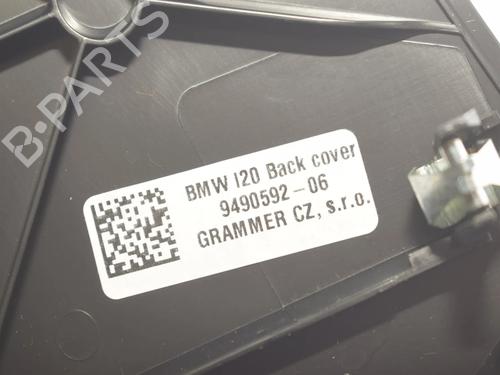 B-PARTS
BMW I20 Back cover
9490592-06
GRAMMER CZ, s.r.o.